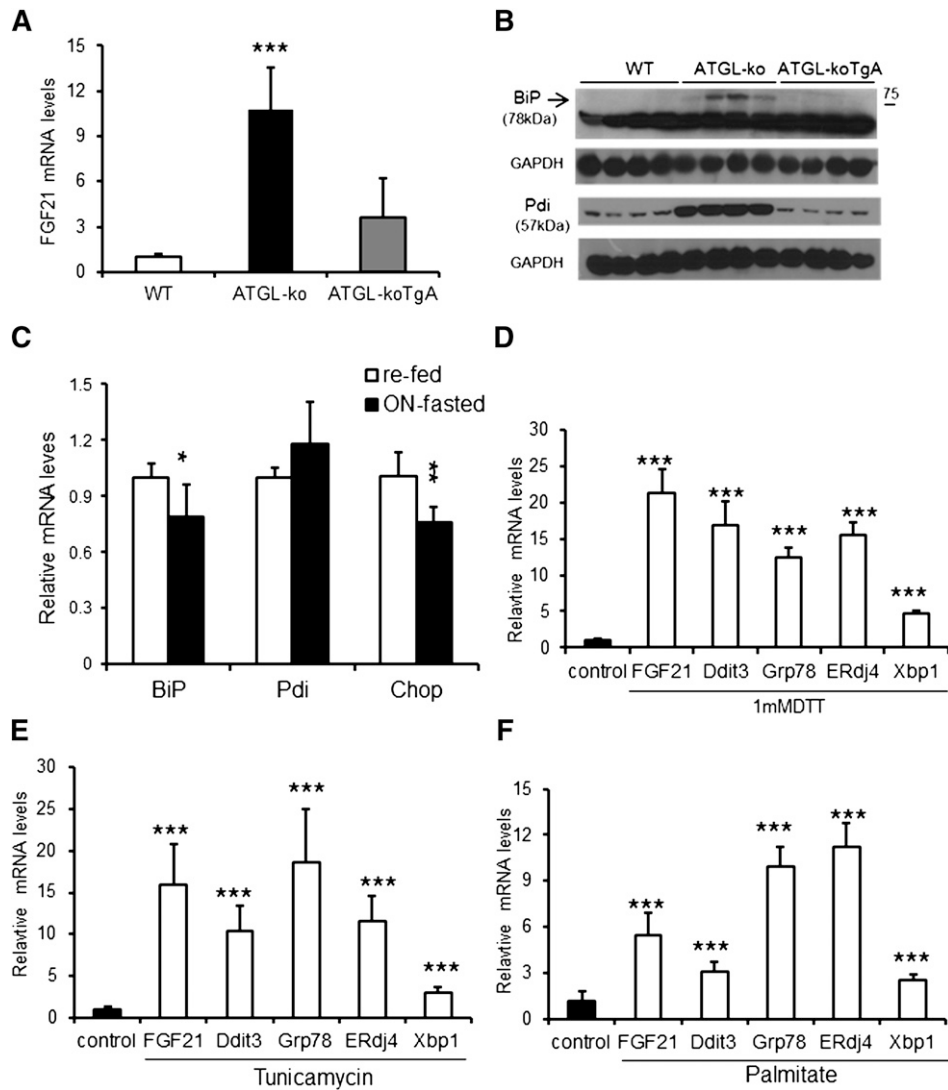 A
FGF21 mRNA levels
15
12
9
6
3
0
***
WT ATGL-ko ATGL-koTgA
B
WT ATGL-ko ATGL-koTgA
BiP
(78kDa)
75
GAPDH
Pdi
(57kDa)
GAPDH
C
Relative mRNA leves
1.5
1.2
0.9
0.6
0.3
0
re-fed
ON-fasted
*
**
BiP Pdi Chop
D
Relavtive mRNA levels
30
25
20
15
10
5
0
*** *** *** *** ***
control FGF21 Ddit3 Grp78 ERdj4 Xbp1
1mMDTT
E
Relavtive mRNA levels
30
25
20
15
10
5
0
*** *** *** *** ***
control FGF21 Ddit3 Grp78 ERdj4 Xbp1
Tunicamycin
F
Relavtive mRNA levels
15
12
9
6
3
0
*** *** *** *** ***
control FGF21 Ddit3 Grp78 ERdj4 Xbp1
Palmitate